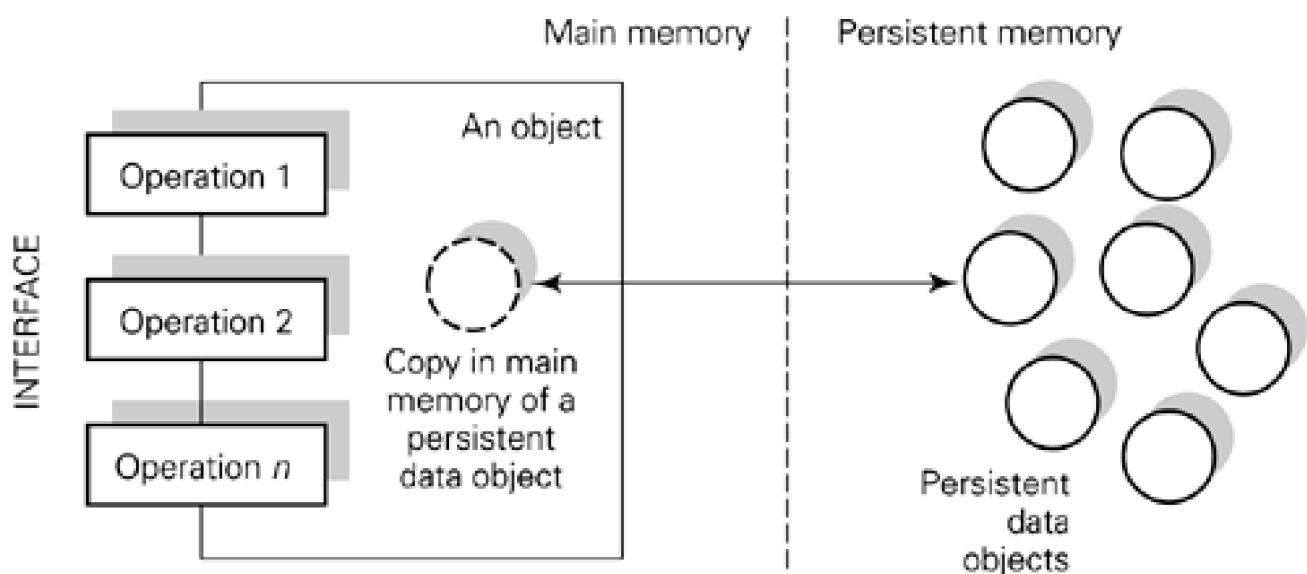 Main memory
Persistent memory
An object
INTERFACE
Operation 1
Operation 2
Operation n
Copy in main
memory of a
persistent
data object
Persistent
data
objects